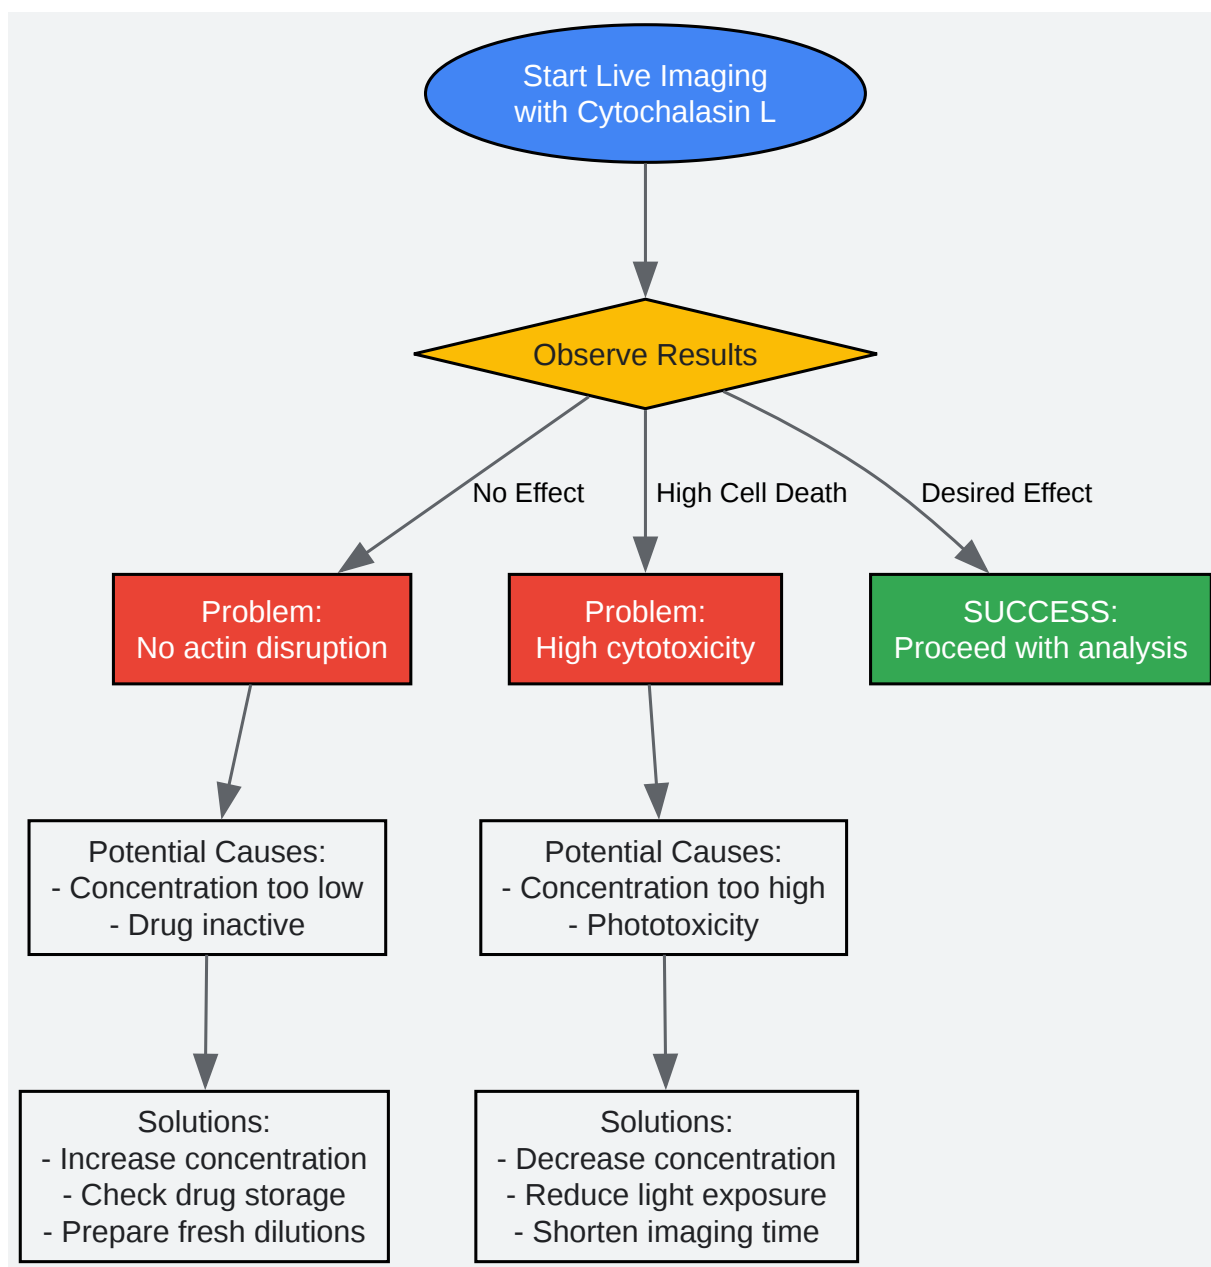 Start Live Imaging
with Cytochalasin L
Observe Results
No Effect
High Cell Death
Desired Effect
Problem:
No actin disruption
Problem:
High cytotoxicity
SUCCESS:
Proceed with analysis
Potential Causes:
- Concentration too low
- Drug inactive
Potential Causes:
- Concentration too high
- Phototoxicity
Solutions:
- Increase concentration
- Check drug storage
- Prepare fresh dilutions
Solutions:
- Decrease concentration
- Reduce light exposure
- Shorten imaging time